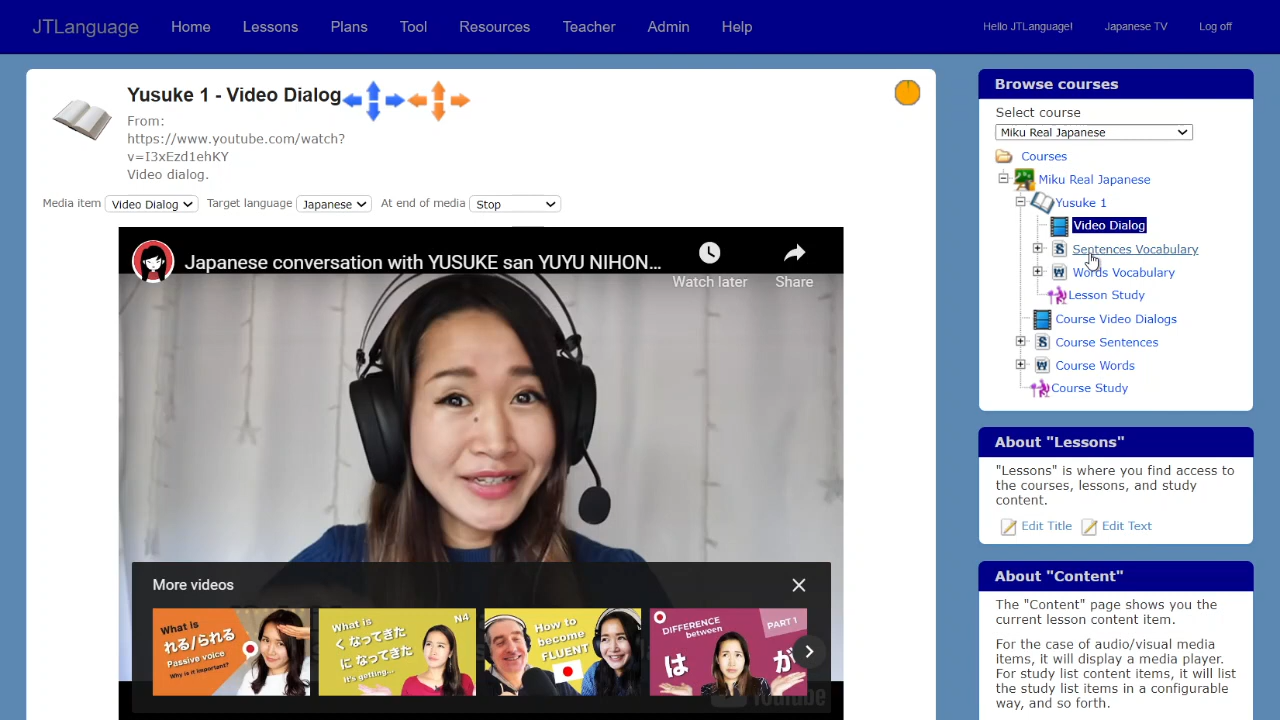 JTLanguage Home Lessons Plans Tool Resources Teacher Admin Help Hello JTLanguage! Japanese TV Log off
Yusuke 1 - Video Dialog
From:
https://www.youtube.com/watch?
v=I3xEzd1ehKY
Video dialog.
Media item Video Dialog Target language Japanese At end of media Stop
Japanese conversation with YUSUKE san YUYU NIHON...
Watch later Share
More videos
What is
れる/られる
Passive voice
Why is it important?
What is N4
くなってきた
になってきた
It's getting...
How to
become
FLUENT
DIFFERENCE
between PART 1
は が
YouTube
Browse courses
Select course
Miku Real Japanese
Courses
Miku Real Japanese
Yusuke 1
Video Dialog
Sentences Vocabulary
Words Vocabulary
Lesson Study
Course Video Dialogs
Course Sentences
Course Words
Course Study
About "Lessons"
"Lessons" is where you find access to
the courses, lessons, and study
content.
Edit Title Edit Text
About "Content"
The "Content" page shows you the
current lesson content item.
For the case of audio/visual media
items, it will display a media player.
For study list content items, it will list
the study list items in a configurable
way, and so forth.